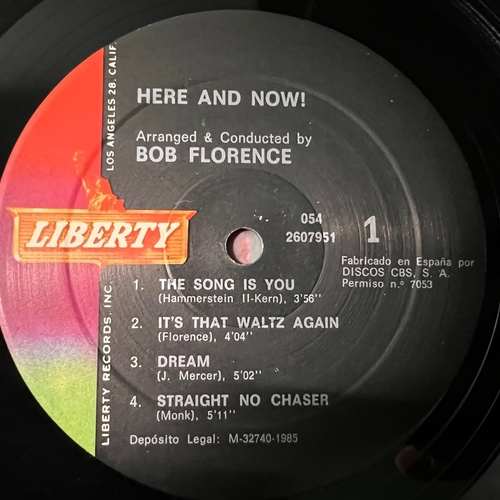 HERE AND NOW!
Arranged & Conducted by
BOB FLORENCE
LOS ANGELES 28, CALIF.
LIBERTY
LIBERTY RECORDS, INC.
054
2607951
1
Fabricado en España por
DISCOS CBS, S. A.
Permiso n.º 7053
1. THE SONG IS YOU
(Hammerstein II-Kern), 3'56''
2. IT'S THAT WALTZ AGAIN
(Florence), 4'04''
3. DREAM
(J. Mercer), 5'02''
4. STRAIGHT NO CHASER
(Monk), 5'11''
Depósito Legal: M-32740-1985